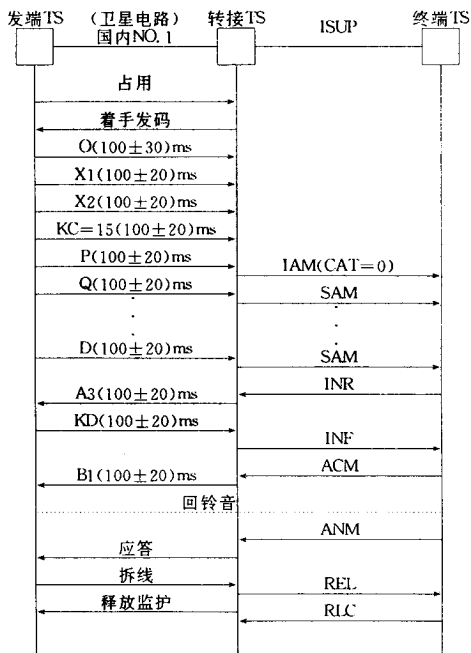 发端TS (卫星电路) 转接TS ISUP 终端TS
国内NO.1
占用
着手发码
O(100±30)ms
X1(100±20)ms
X2(100±20)ms
KC=15(100±20)ms
P(100±20)ms
IAM(CAT=0)
Q(100±20)ms
SAM
D(100±20)ms
SAM
INR
A3(100±20)ms
KD(100±20)ms
INF
ACM
B1(100±20)ms
回铃音
ANM
应答
拆线
REL
释放监护
RLC